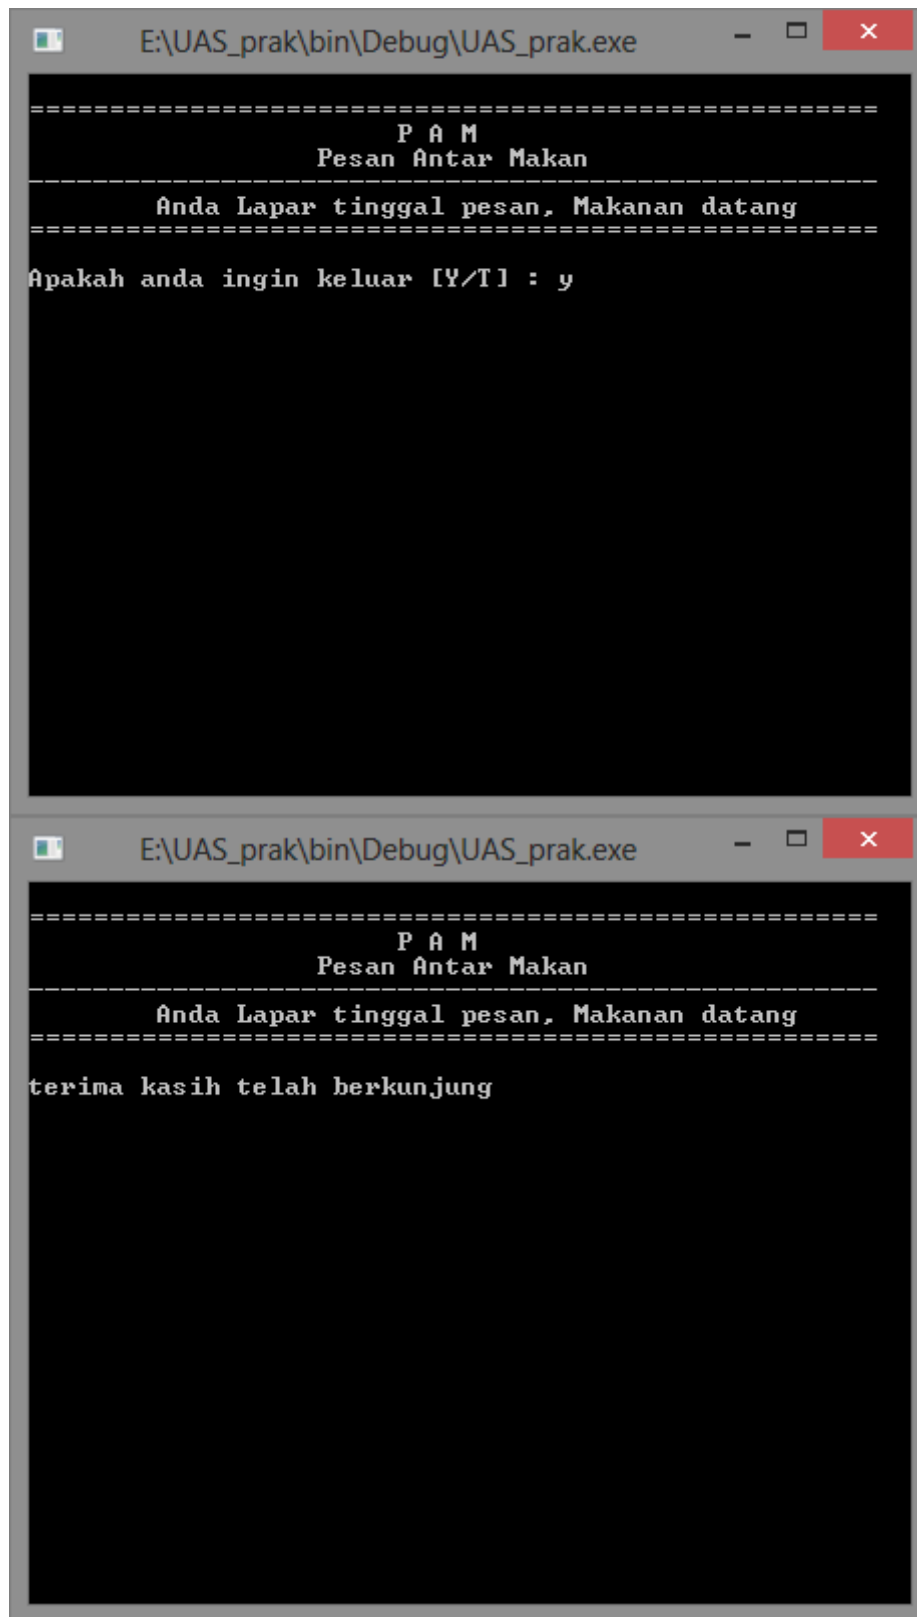 E:\UAS_prak\bin\Debug\UAS_prak.exe
=====================================================
P A M
Pesan Antar Makan
-----------------------------------------------------
Anda Lapar tinggal pesan, Makanan datang
=====================================================
Apakah anda ingin keluar [Y/T] : y
E:\UAS_prak\bin\Debug\UAS_prak.exe
=====================================================
P A M
Pesan Antar Makan
-----------------------------------------------------
Anda Lapar tinggal pesan, Makanan datang
=====================================================
terima kasih telah berkunjung